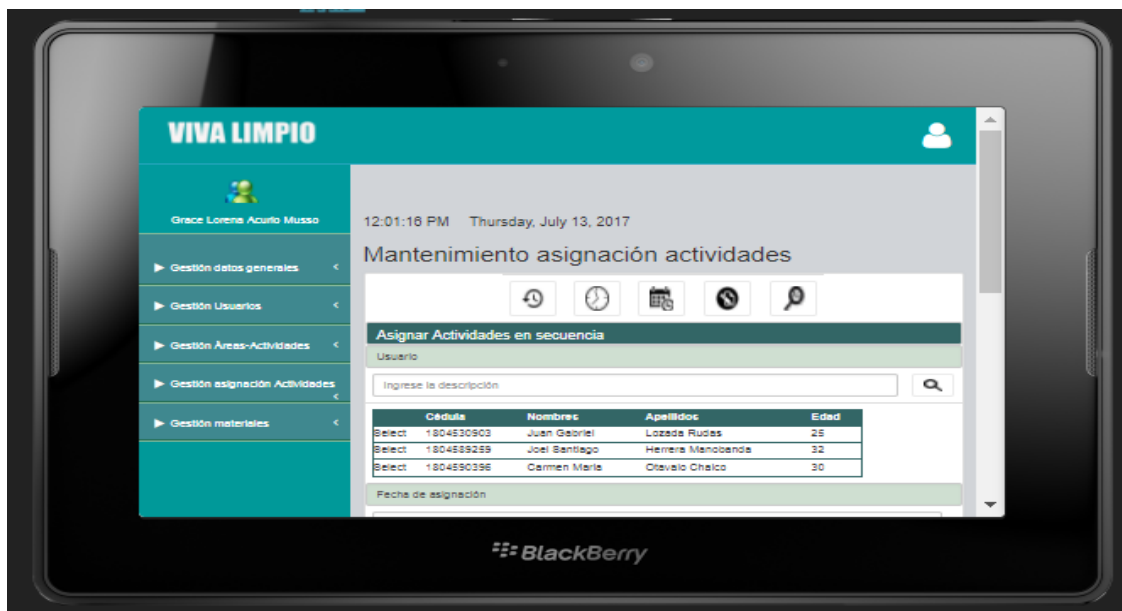 VIVA LIMPIO
Grace Lorena Acurio Musso
Gestión datos generales
Gestión Usuarios
Gestión Àreas-Actividades
Gestión asignación Actividades
Gestión materiales
12:01:16 PM Thursday, July 13, 2017
Mantenimiento asignación actividades
Asignar Actividades en secuencia
Usuario
Ingrese la descripción
Cédula Nombres Apellidos Edad
Select 1804530903 Juan Gabriel Lozada Rudas 25
Select 1804589259 Joel Santiago Herrera Manobanda 32
Select 1804590396 Carmen Maria Otavalo Chalco 30
Fecha de asignación
BlackBerry